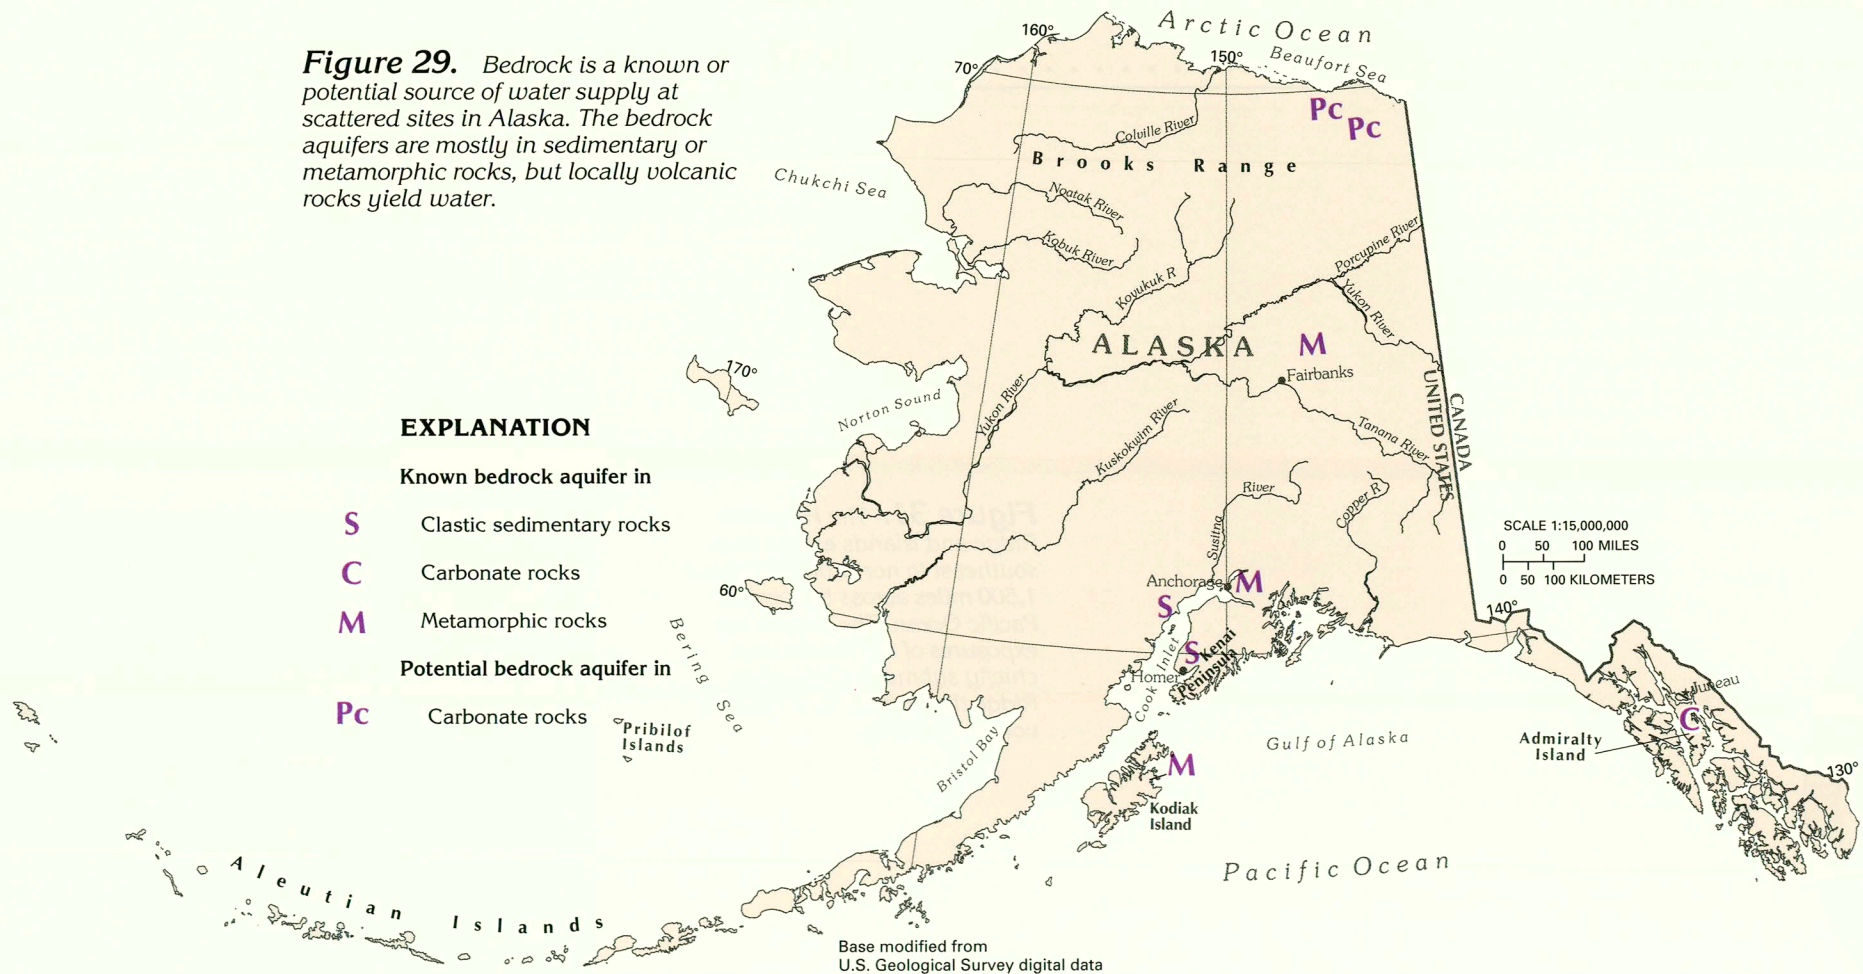 Figure 29. Bedrock is a known or
potential source of water supply at
scattered sites in Alaska. The bedrock
aquifers are mostly in sedimentary or
metamorphic rocks, but locally volcanic
rocks yield water.
Arctic Ocean
Beaufort Sea
160°
150°
70°
Pc
Pc
Colville River
Brooks Range
Chukchi Sea
Noatak River
Kobuk River
Porcupine River
Koyukuk R
Yukon River
ALASKA
M
Fairbanks
170°
Norton Sound
Yukon River
Kuskokwim River
Tanana River
UNITED STATES
CANADA
EXPLANATION
Known bedrock aquifer in
S Clastic sedimentary rocks
C Carbonate rocks
M Metamorphic rocks
Potential bedrock aquifer in
Pc Carbonate rocks
Susitna River
Copper R
SCALE 1:15,000,000
0 50 100 MILES
0 50 100 KILOMETERS
Anchorage
M
S
60°
140°
S
Kenai
Peninsula
Homer
Cook Inlet
Bering Sea
Pribilof
Islands
Bristol Bay
Gulf of Alaska
Juneau
C
Admiralty
Island
130°
M
Kodiak
Island
Pacific Ocean
Aleutian Islands
Base modified from
U.S. Geological Survey digital data